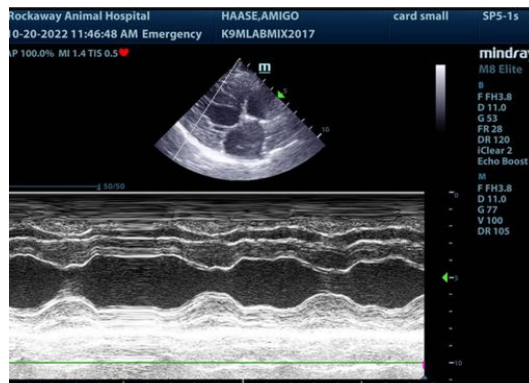 Rockaway Animal Hospital HAASE,AMIGO card small SP5-1s
10-20-2022 11:46:48 AM Emergency K9MLABMIX2017
AP 100.0% MI 1.4 TIS 0.5
mindray
M8 Elite
m
5
10
B
F FH3.8
D 11.0
G 53
FR 28
DR 120
iClear 2
Echo Boost
M
F FH3.8
D 11.0
G 77
V 100
DR 105
50/50
0
5
10